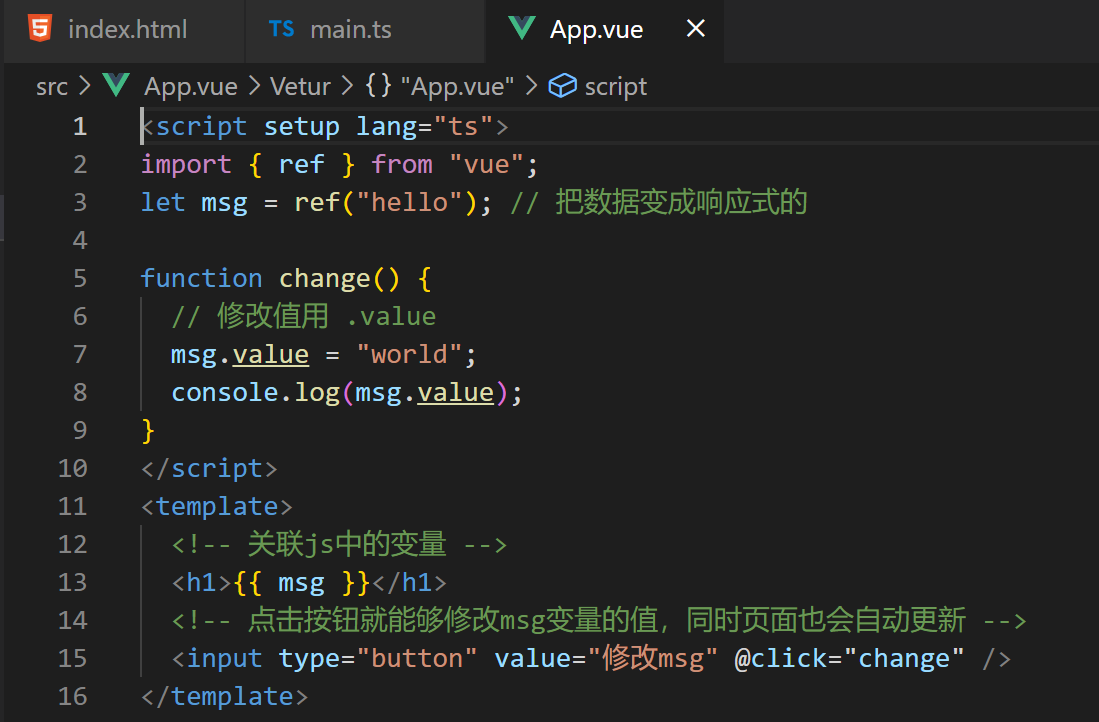 index.html TS main.ts App.vue
src > App.vue > Vetur > {} "App.vue" > script
1 <script setup lang="ts">
2 import { ref } from "vue";
3 let msg = ref("hello"); // 把数据变成响应式的
4
5 function change() {
6 // 修改值用 .value
7 msg.value = "world";
8 console.log(msg.value);
9 }
10 </script>
11 <template>
12 <!-- 关联js中的变量 -->
13 <h1>{{ msg }}</h1>
14 <!-- 点击按钮就能够修改msg变量的值，同时页面也会自动更新 -->
15 <input type="button" value="修改msg" @click="change" />
16 </template>